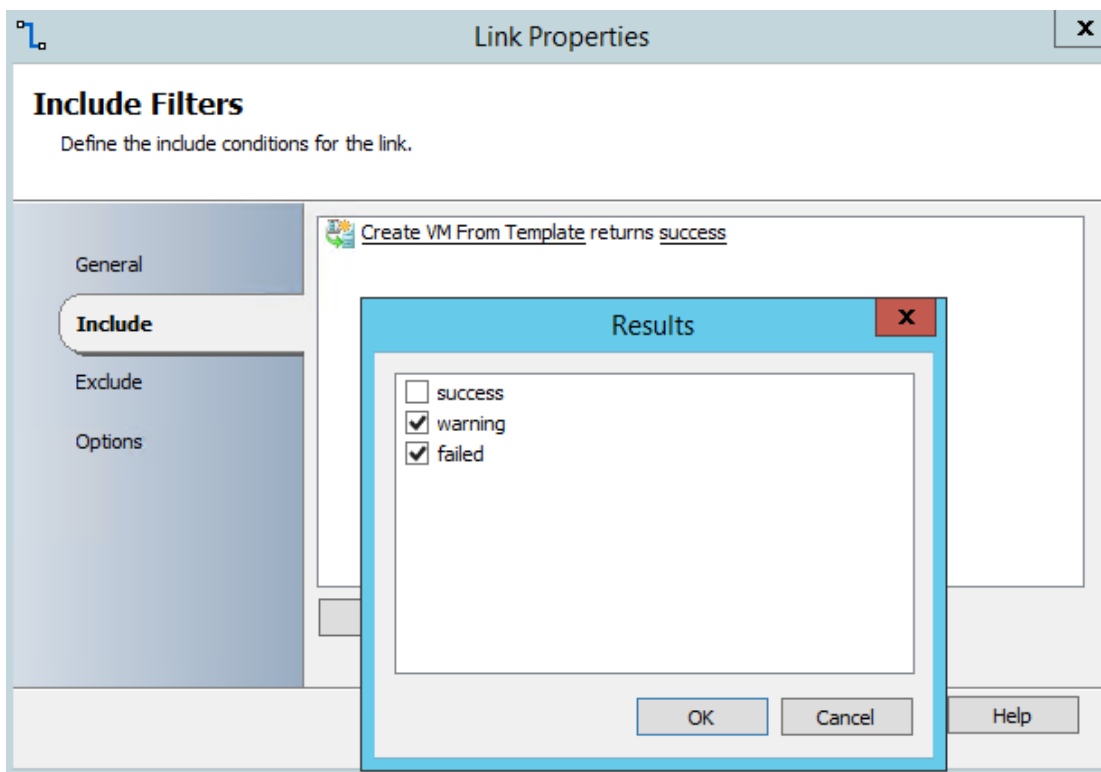 Link Properties
x
Include Filters
Define the include conditions for the link.
General
Include
Exclude
Options
Create VM From Template returns success
Results
x
success
warning
failed
OK
Cancel
Help